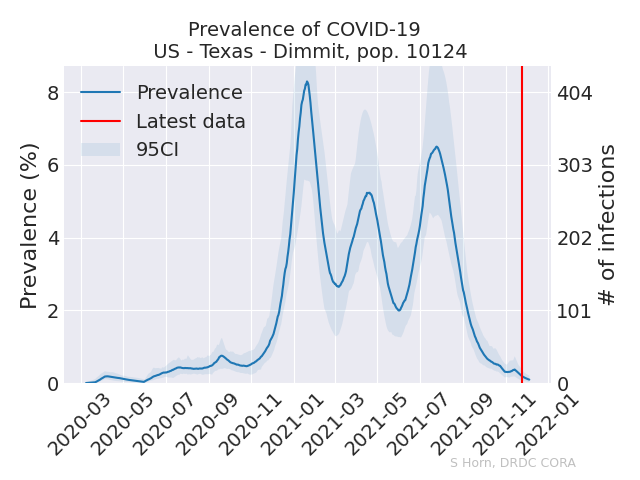 Prevalence of COVID-19
US - Texas - Dimmit, pop. 10124
Prevalence
Latest data
95CI
Prevalence (%)
8
6
4
2
0
# of infections
404
303
202
101
0
2020-03
2020-05
2020-07
2020-09
2020-11
2021-01
2021-03
2021-05
2021-07
2021-09
2021-11
2022-01
S Horn, DRDC CORA